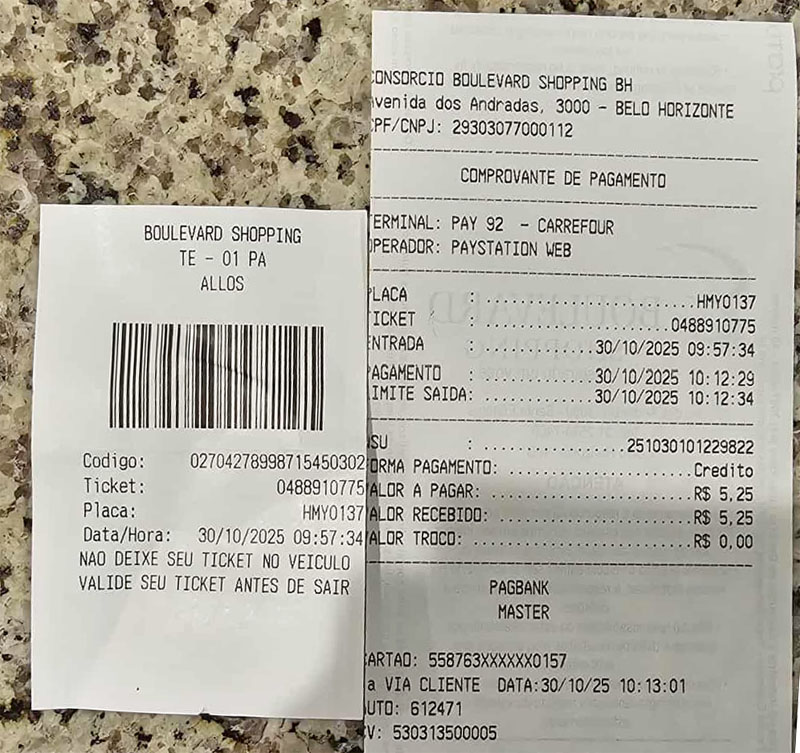 BOULEVARD SHOPPING
TE - 01 PA
ALLOS
Codigo: 02704278998715450302
Ticket: 0488910775
Placa: HMY0137
Data/Hora: 30/10/2025 09:57:34
NAO DEIXE SEU TICKET NO VEICULO
VALIDE SEU TICKET ANTES DE SAIR
CONSORCIO BOULEVARD SHOPPING BH
Avenida dos Andradas, 3000 - BELO HORIZONTE
CPF/CNPJ: 29303077000112
COMPROVANTE DE PAGAMENTO
TERMINAL: PAY 92 - CARREFOUR
OPERADOR: PAYSTATION WEB
PLACA : ......................HMY0137
TICKET : ...................0488910775
ENTRADA : ..........30/10/2025 09:57:34
PAGAMENTO : ..........30/10/2025 10:12:29
LIMITE SAIDA: ..........30/10/2025 10:12:34
NSU : ..............251030101229822
FORMA PAGAMENTO: ..................Credito
VALOR A PAGAR: ....................R$ 5,25
VALOR RECEBIDO: ...................R$ 5,25
VALOR TROCO: ......................R$ 0,00
PAGBANK
MASTER
CARTAO: 558763XXXXXX0157
a VIA CLIENTE DATA:30/10/25 10:13:01
AUTO: 612471
CV: 530313500005